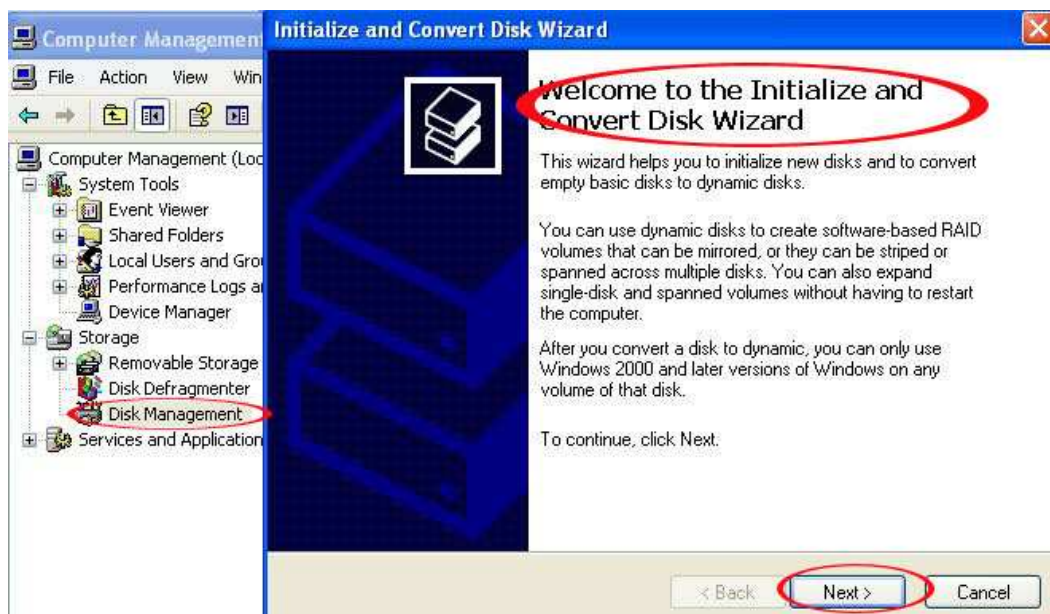 Computer Management
File Action View Win
Computer Management (Loc
System Tools
Event Viewer
Shared Folders
Local Users and Gro
Performance Logs a
Device Manager
Storage
Removable Storage
Disk Defragmenter
Disk Management
Services and Application
Initialize and Convert Disk Wizard
Welcome to the Initialize and
Convert Disk Wizard
This wizard helps you to initialize new disks and to convert
empty basic disks to dynamic disks.
You can use dynamic disks to create software-based RAID
volumes that can be mirrored, or they can be striped or
spanned across multiple disks. You can also expand
single-disk and spanned volumes without having to restart
the computer.
After you convert a disk to dynamic, you can only use
Windows 2000 and later versions of Windows on any
volume of that disk.
To continue, click Next.
< Back Next > Cancel